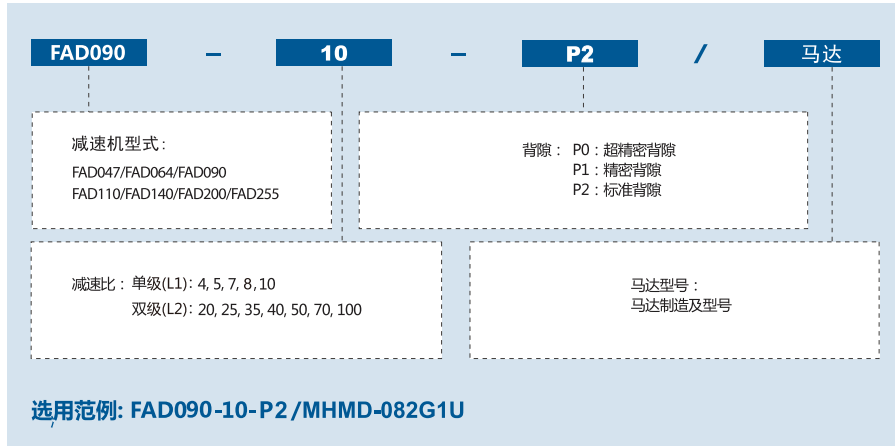 FAD090 - 10 - P2 / 马达
减速机型式:
FAD047/FAD064/FAD090
FAD110/FAD140/FAD200/FAD255
背隙： P0：超精密背隙
P1：精密背隙
P2：标准背隙
减速比：单级(L1): 4, 5, 7, 8,10
双级(L2): 20, 25, 35, 40, 50, 70, 100
马达型号：
马达制造及型号
选用范例: FAD090-10-P2/MHMD-082G1U